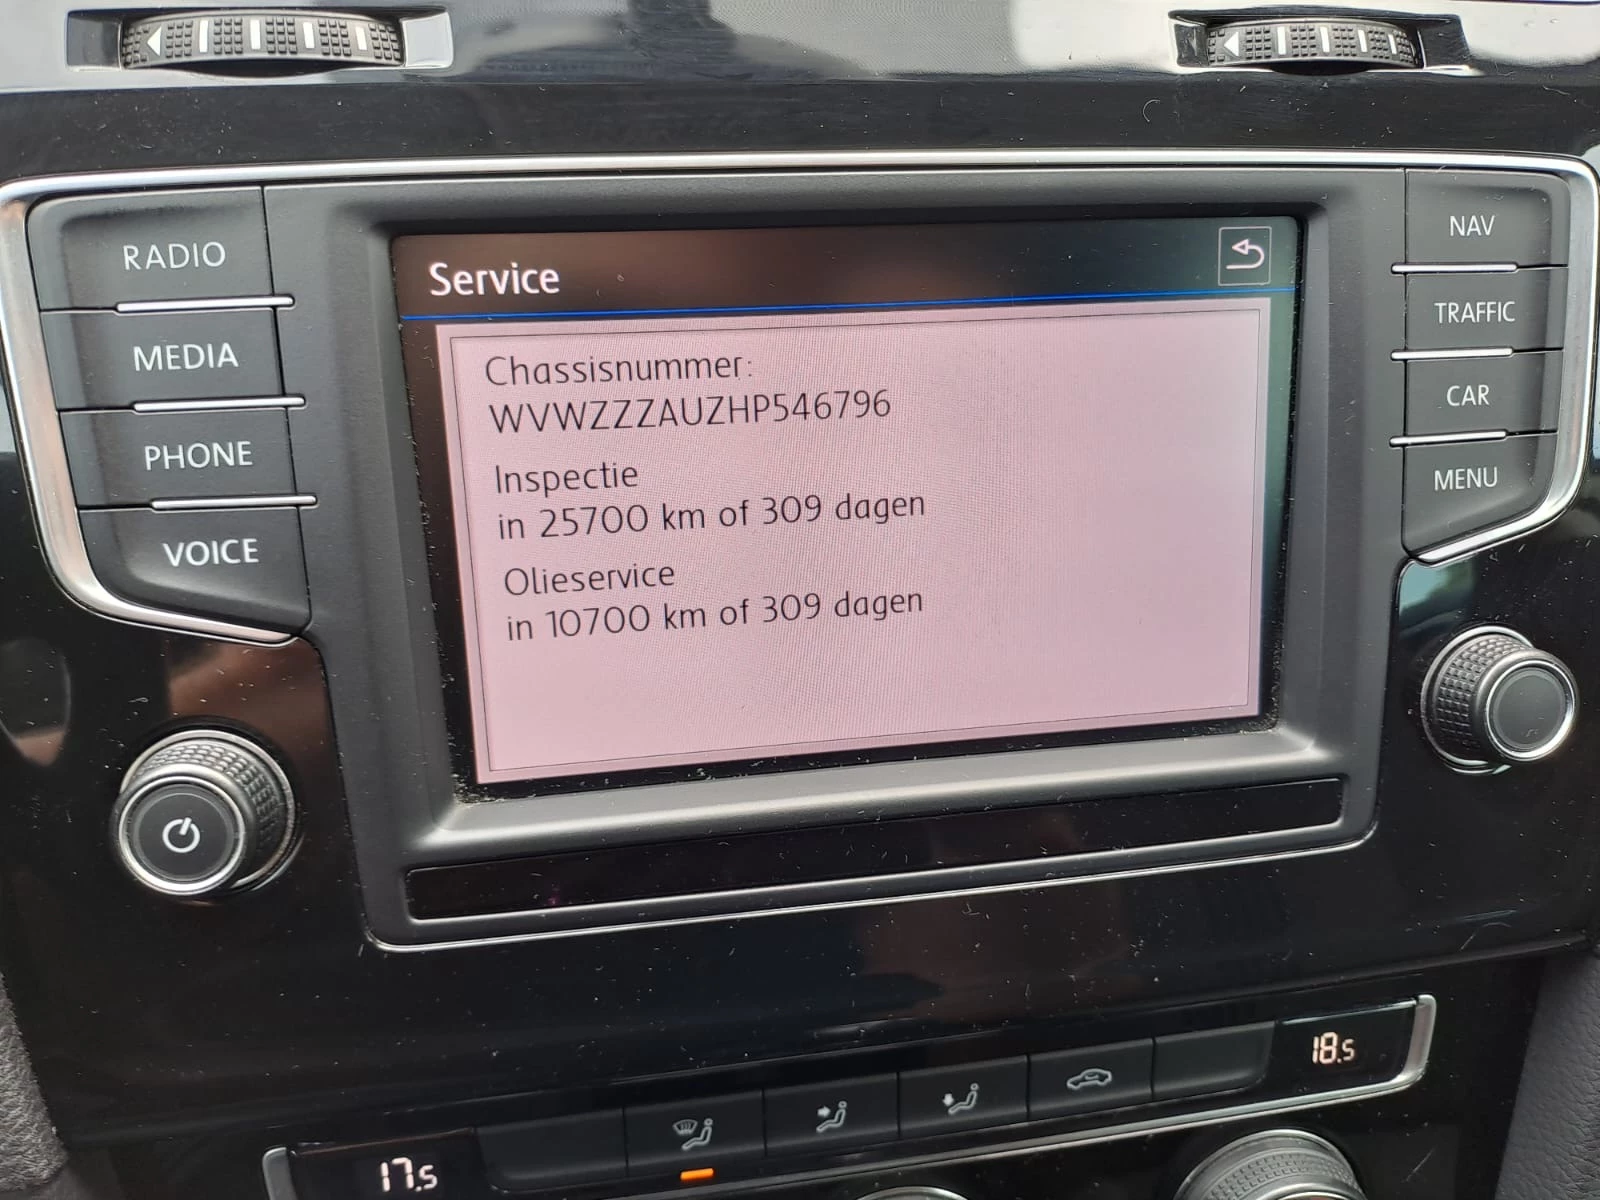 RADIO
MEDIA
PHONE
VOICE
Service
Chassisnummer:
WVWZZZAUZHP546796
Inspectie
in 25700 km of 309 dagen
Olieservice
in 10700 km of 309 dagen
NAV
TRAFFIC
CAR
MENU
17.5
18.5